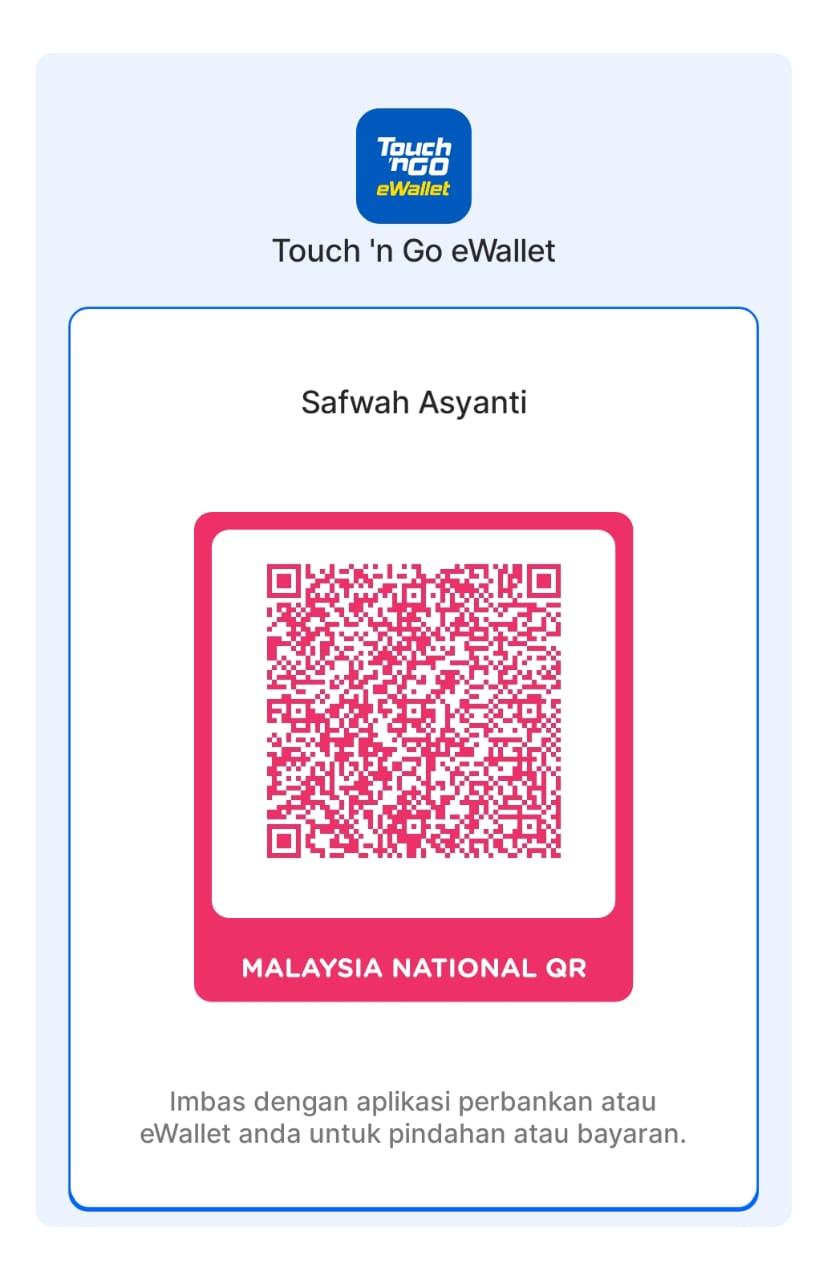 Touch
'nGO
eWallet
Touch 'n Go eWallet
Safwah Asyanti
MALAYSIA NATIONAL QR
Imbas dengan aplikasi perbankan atau
eWallet anda untuk pindahan atau bayaran.